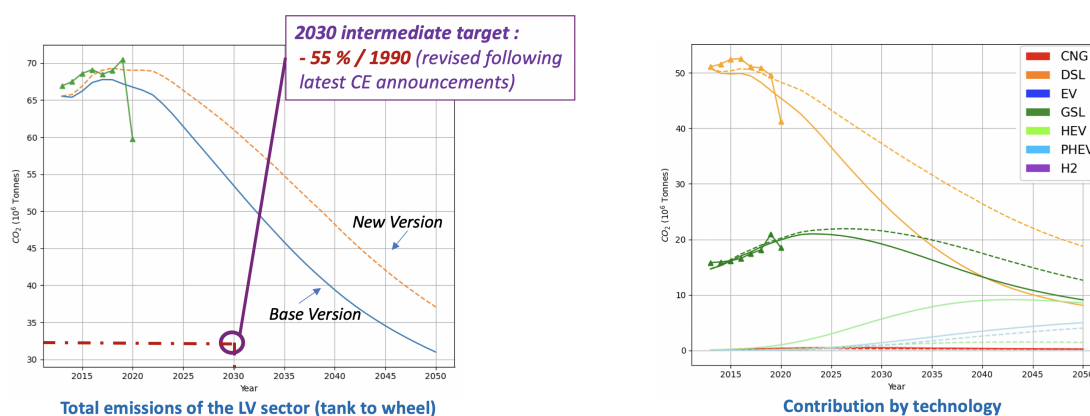 2030 intermediate target :
- 55 % / 1990 (revised following
latest CE announcements)
70
65
60
55
50
45
40
35
30
CO₂ (10⁶ Tonnes)
New Version
Base Version
2015 2020 2025 2030 2035 2040 2045 2050
Year
Total emissions of the LV sector (tank to wheel)
50
40
30
20
10
0
CO₂ (10⁶ Tonnes)
CNG
DSL
EV
GSL
HEV
PHEV
H2
2015 2020 2025 2030 2035 2040 2045 2050
Year
Contribution by technology